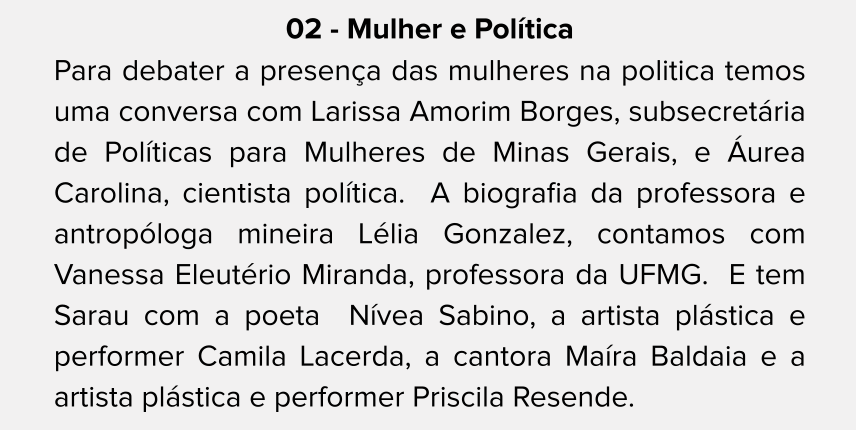 02 - Mulher e Política
Para debater a presença das mulheres na politica temos
uma conversa com Larissa Amorim Borges, subsecretária
de Políticas para Mulheres de Minas Gerais, e Áurea
Carolina, cientista política.  A biografia da professora e
antropóloga mineira Lélia Gonzalez, contamos com
Vanessa Eleutério Miranda, professora da UFMG.  E tem
Sarau com a poeta  Nívea Sabino, a artista plástica e
performer Camila Lacerda, a cantora Maíra Baldaia e a
artista plástica e performer Priscila Resende.